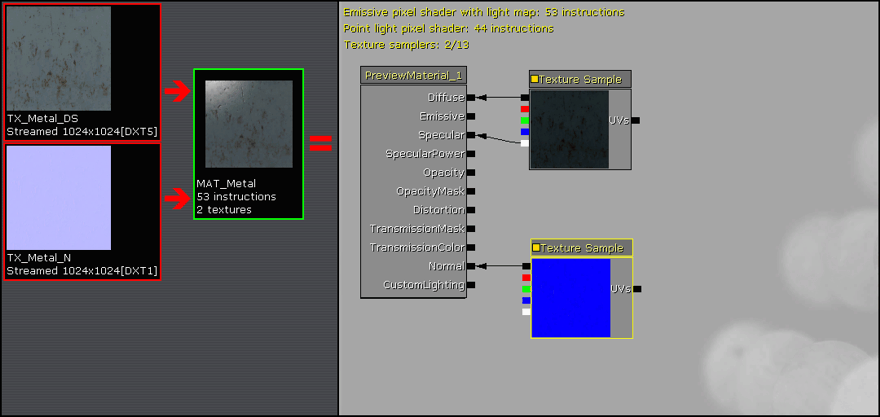 TX_Metal_DS
Streamed 1024x1024[DXT5]
TX_Metal_N
Streamed 1024x1024[DXT1]
MAT_Metal
53 instructions
2 textures
Emissive pixel shader with light map: 53 instructions
Point light pixel shader: 44 instructions
Texture samplers: 2/13
PreviewMaterial_1
Diffuse
Emissive
Specular
SpecularPower
Opacity
OpacityMask
Distortion
TransmissionMask
TransmissionColor
Normal
CustomLighting
Texture Sample
UVs
Texture Sample
UVs